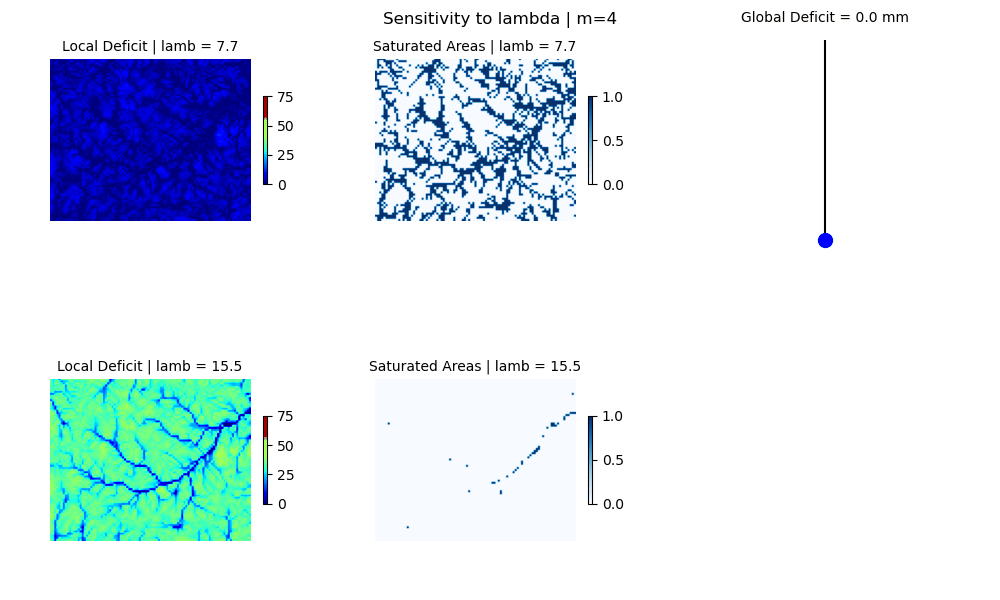 Sensitivity to lambda | m=4
Global Deficit = 0.0 mm
Local Deficit | lamb = 7.7
75
50
25
0
Saturated Areas | lamb = 7.7
1.0
0.5
0.0
Local Deficit | lamb = 15.5
75
50
25
0
Saturated Areas | lamb = 15.5
1.0
0.5
0.0